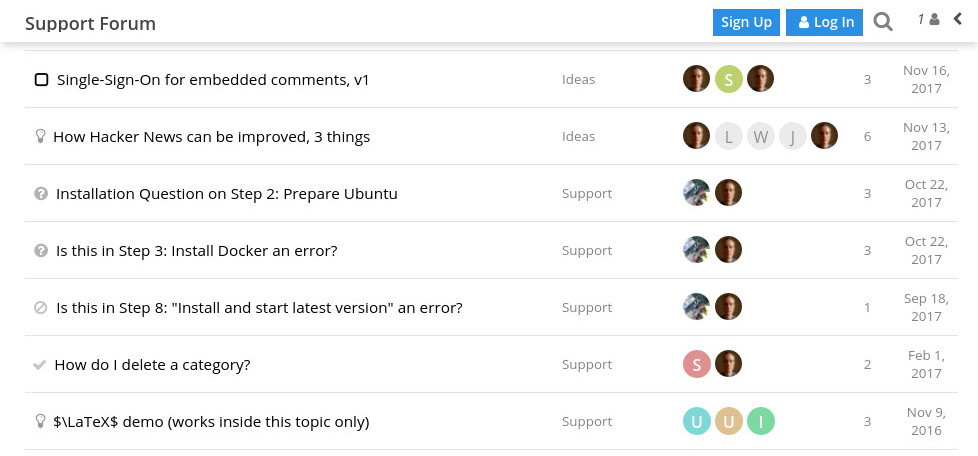 Support Forum Sign Up Log In 1
Single-Sign-On for embedded comments, v1 Ideas S 3 Nov 16, 2017
How Hacker News can be improved, 3 things Ideas L W J 6 Nov 13, 2017
? Installation Question on Step 2: Prepare Ubuntu Support 3 Oct 22, 2017
? Is this in Step 3: Install Docker an error? Support 3 Oct 22, 2017
Is this in Step 8: "Install and start latest version" an error? Support 1 Sep 18, 2017
How do I delete a category? Support S 2 Feb 1, 2017
$\LaTeX$ demo (works inside this topic only) Support U U I 3 Nov 9, 2016